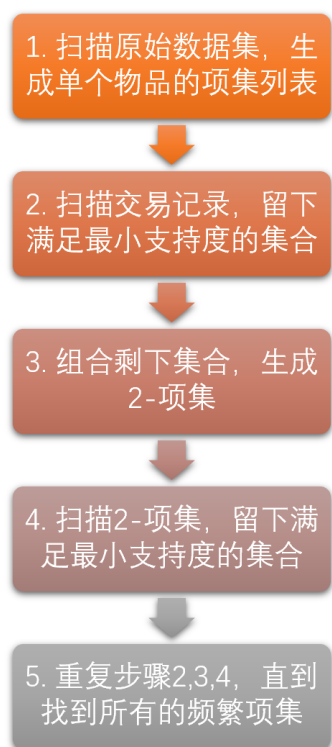 1. 扫描原始数据集，生
成单个物品的项集列表
2. 扫描交易记录，留下
满足最小支持度的集合
3. 组合剩下集合，生成
2-项集
4. 扫描2-项集，留下满
足最小支持度的集合
5. 重复步骤2,3,4，直到
找到所有的频繁项集